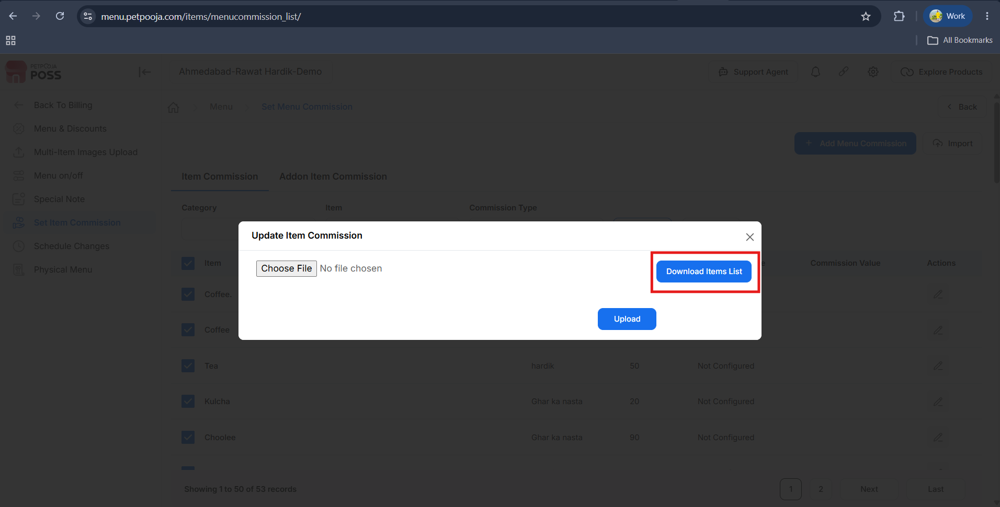 menu.petpooja.com/items/menucommission_list/
Work
All Bookmarks
PETPOOJA
POSS
Ahmedabad-Rawat Hardik-Demo
Support Agent
Explore Products
Back To Billing
Menu
Set Menu Commission
Back
Menu & Discounts
Add Menu Commission
Import
Multi-Item Images Upload
Menu on/off
Item Commission
Addon Item Commission
Special Note
Category
Item
Commission Type
Set Item Commission
Update Item Commission
Schedule Changes
Item
Commission Value
Actions
Choose File
No file chosen
Download Items List
Physical Menu
Coffee.
Upload
Coffee
Tea
hardik
50
Not Configured
Kulcha
Ghar ka nasta
20
Not Configured
Choolee
Ghar ka nasta
90
Not Configured
Showing 1 to 50 of 53 records
1
2
Next
Last